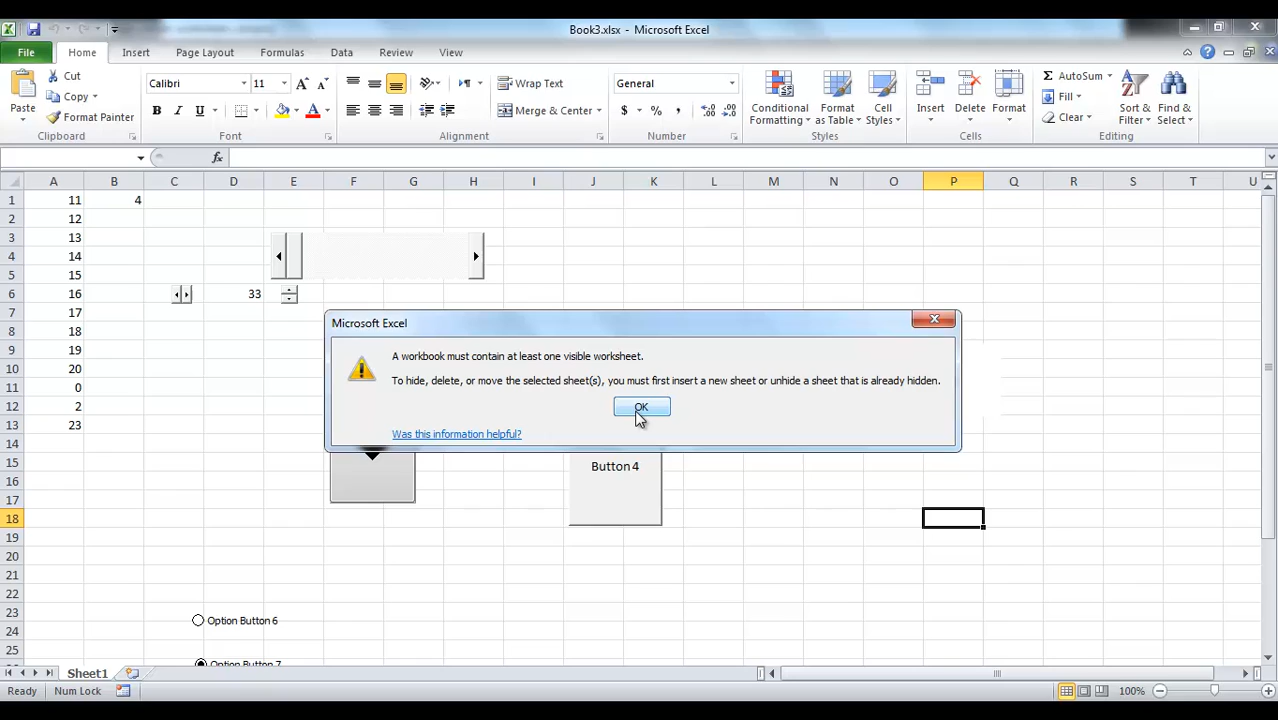 Book3.xlsx - Microsoft Excel
File Home Insert Page Layout Formulas Data Review View
Cut
Copy
Format Painter
Paste
Clipboard
Calibri 11
B I U
Font
Wrap Text
Merge & Center
Alignment
General
$ % ,
Number
Conditional Formatting
Format as Table
Cell Styles
Styles
Insert
Delete
Format
Cells
AutoSum
Fill
Clear
Sort & Filter
Find & Select
Editing
fx
A B C D E F G H I J K L M N O P Q R S T U
1 11 4
2 12
3 13
4 14
5 15
6 16 33
7 17
8 18
9 19
10 20
11 0
12 2
13 23
14
15
16
17
18
19
20
21
22
23
24
25
Microsoft Excel
A workbook must contain at least one visible worksheet.
To hide, delete, or move the selected sheet(s), you must first insert a new sheet or unhide a sheet that is already hidden.
OK
Was this information helpful?
Button 4
Option Button 6
Option Button 7
Sheet1
Ready Num Lock 100%